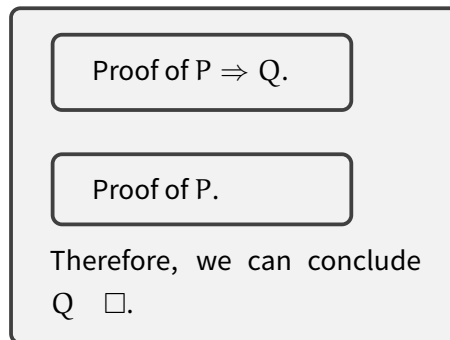 Proof of P ⇒ Q.
Proof of P.
Therefore, we can conclude
Q □.